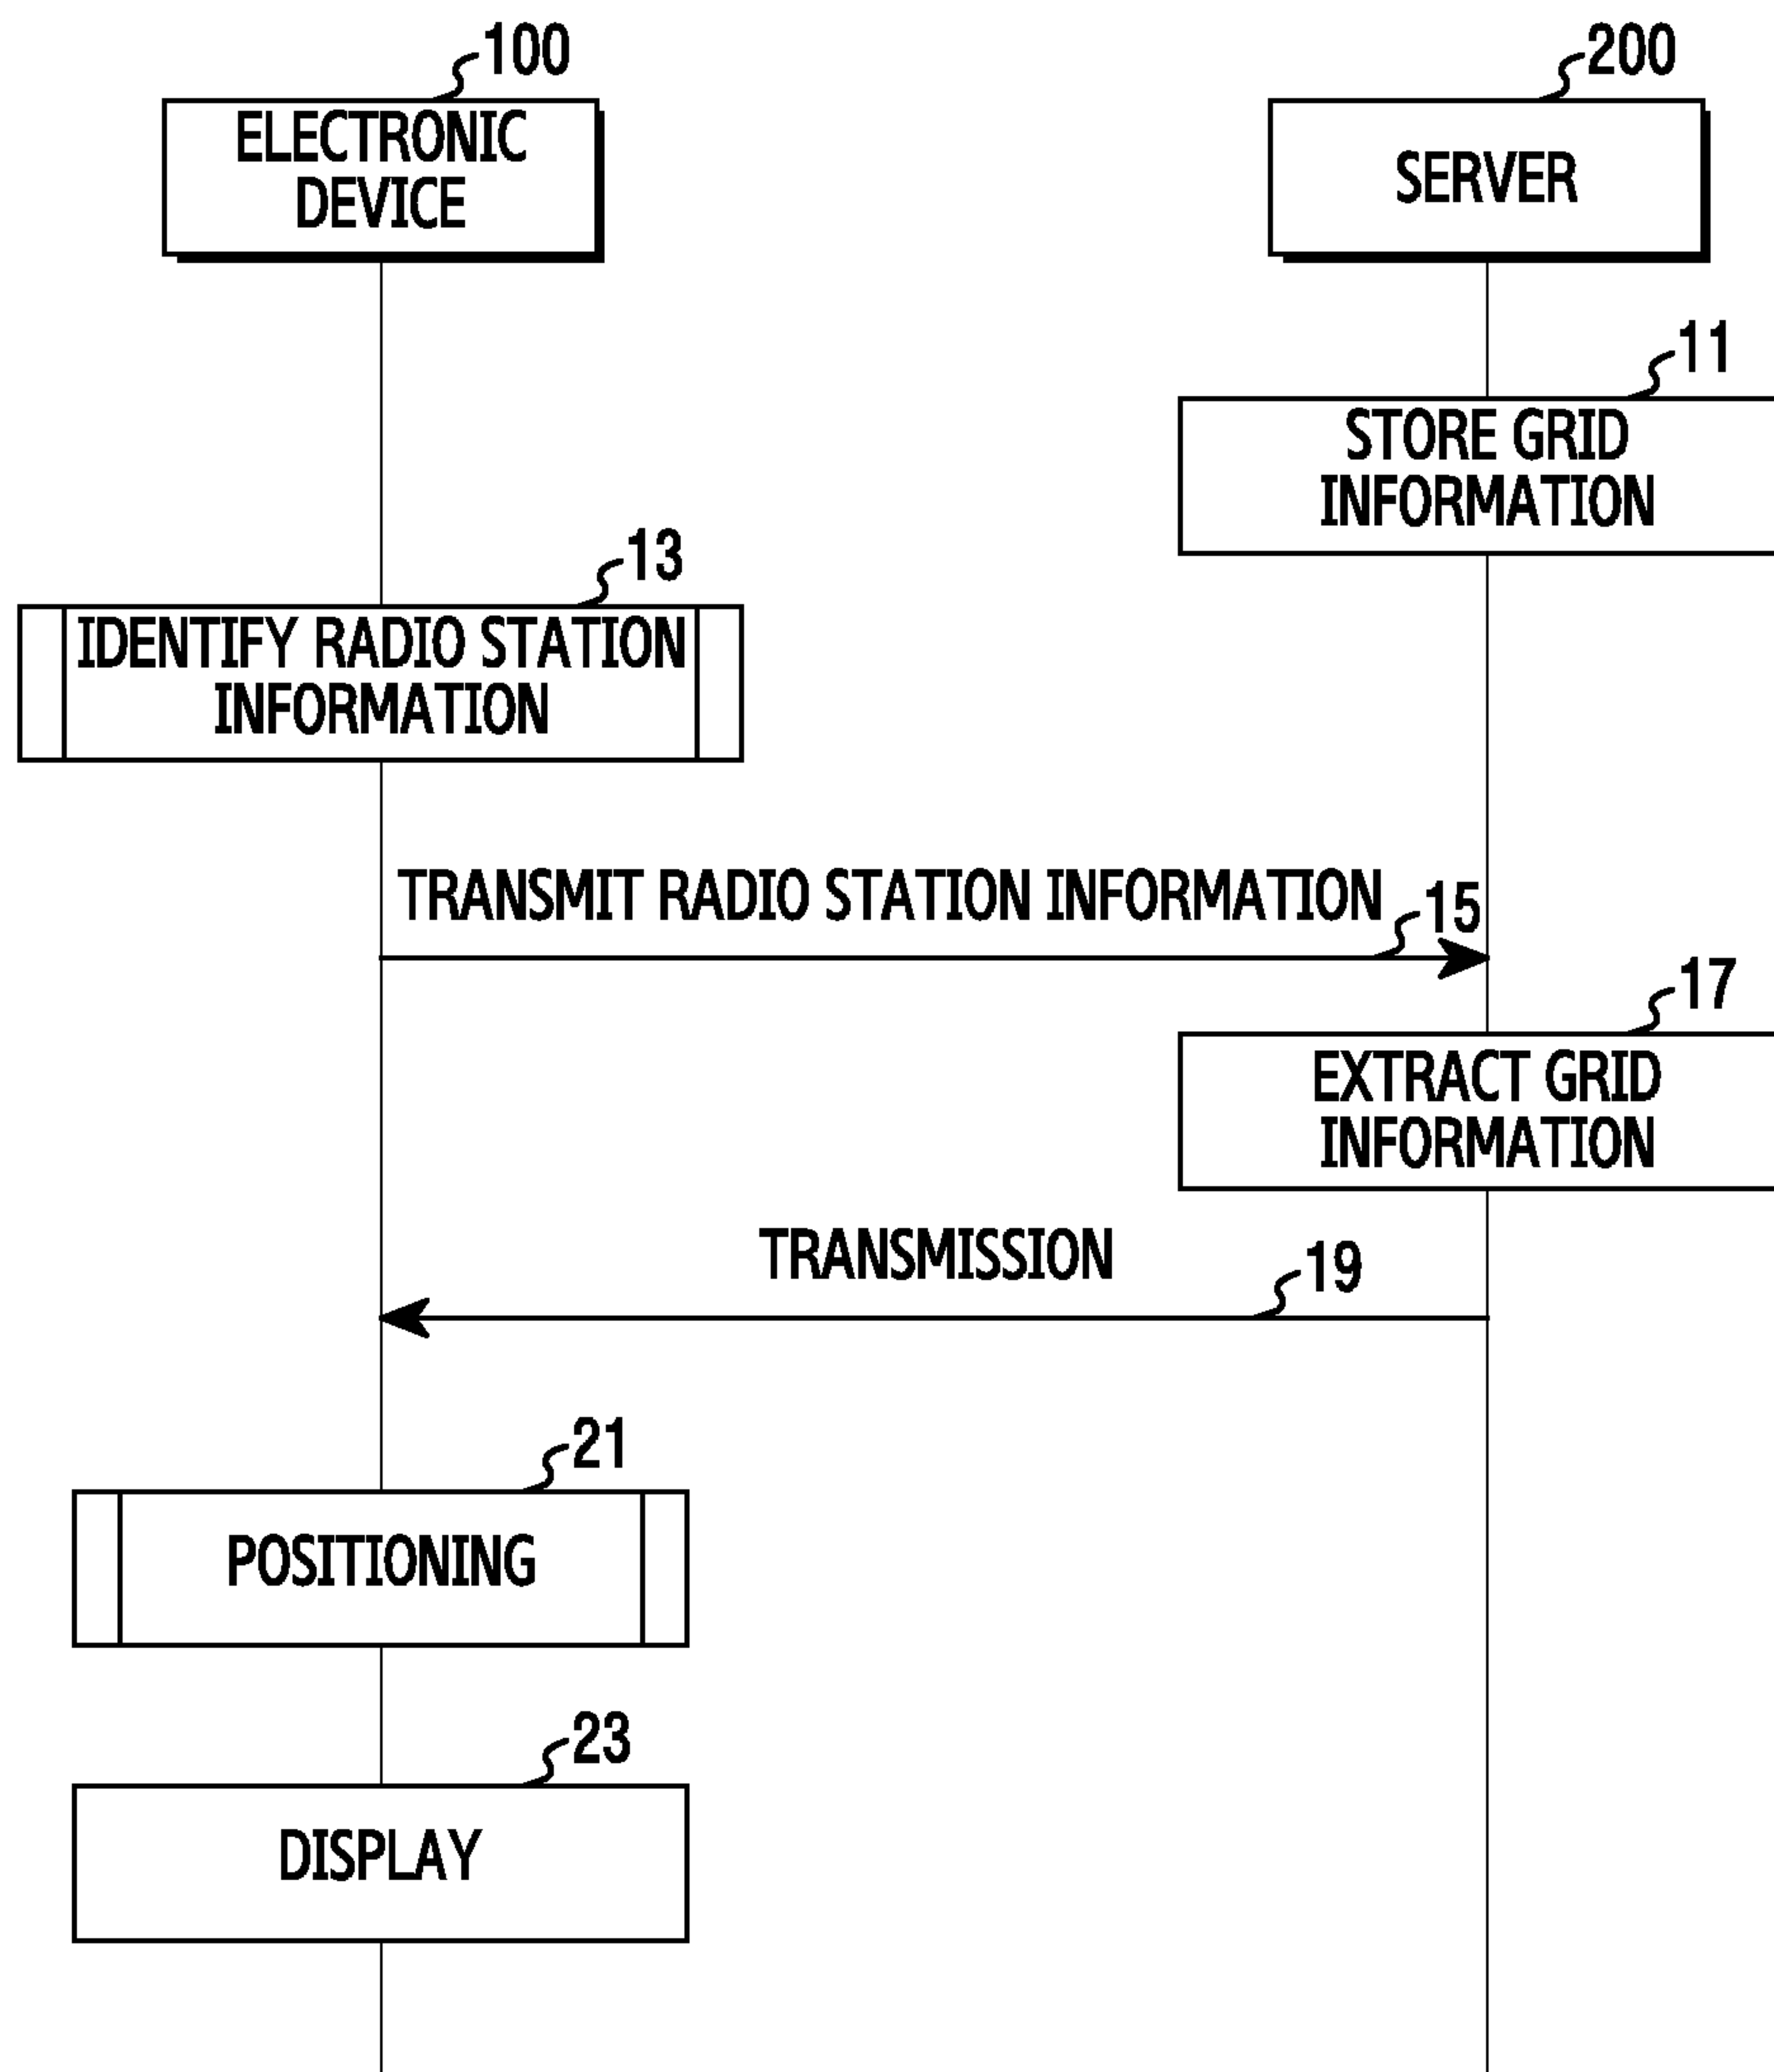 100
ELECTRONIC
DEVICE
200
SERVER
11
STORE GRID
INFORMATION
13
IDENTIFY RADIO STATION
INFORMATION
TRANSMIT RADIO STATION INFORMATION
15
17
EXTRACT GRID
INFORMATION
TRANSMISSION
19
21
POSITIONING
23
DISPLAY